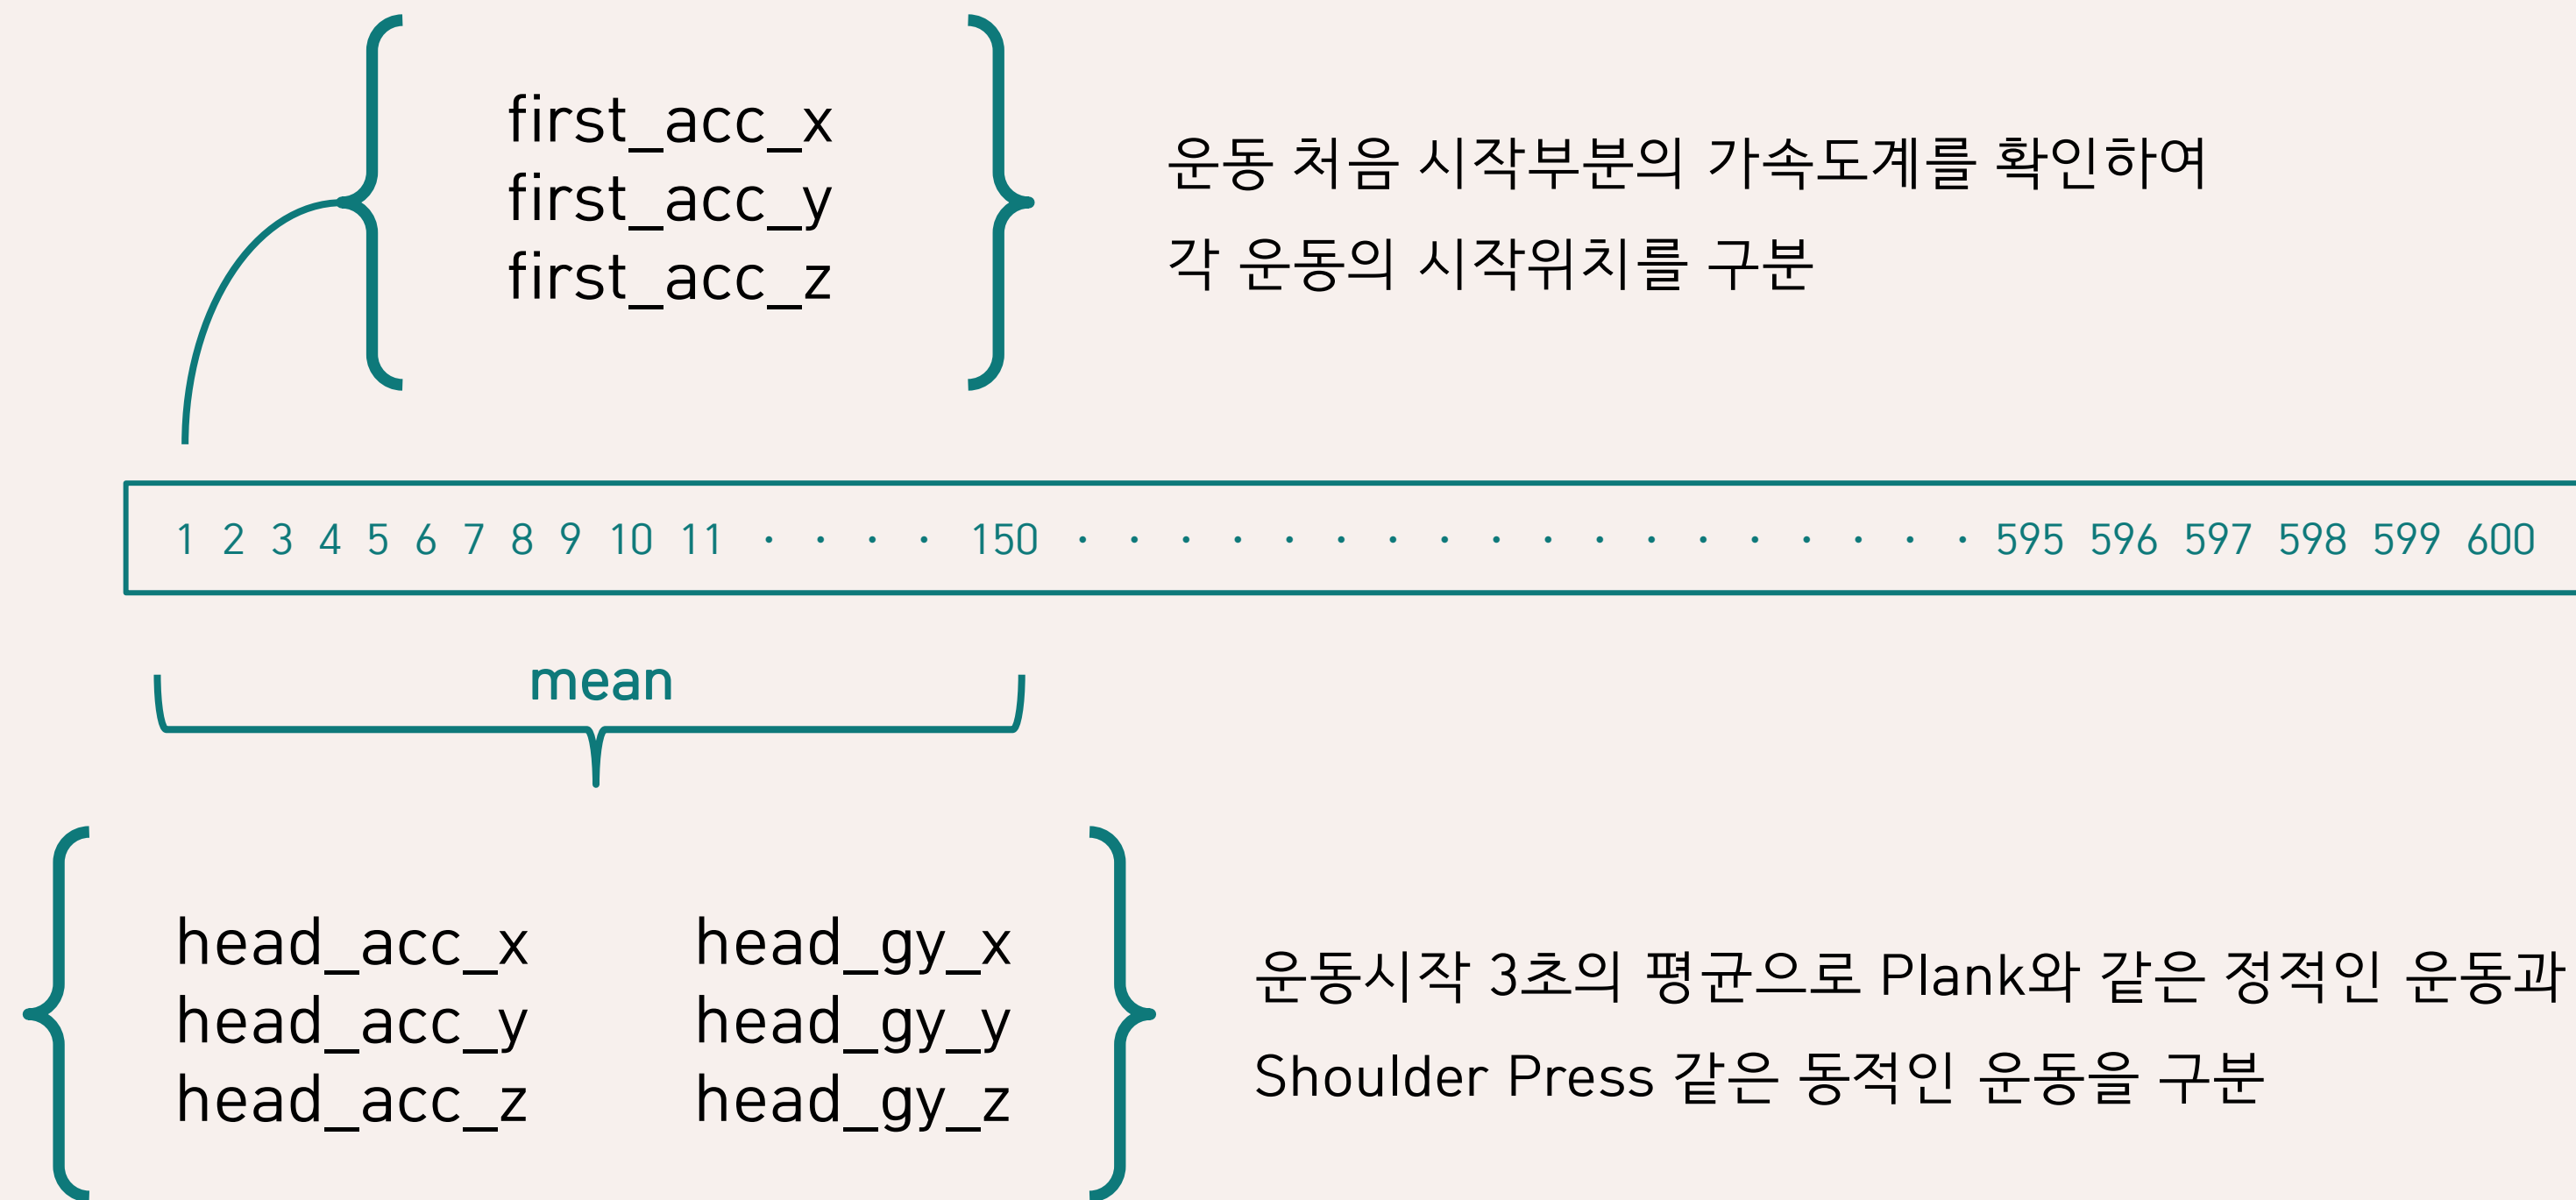 first_acc_x
first_acc_y
first_acc_z
운동 처음 시작부분의 가속도계를 확인하여
각 운동의 시작위치를 구분
1 2 3 4 5 6 7 8 9 10 11 · · · · 150 · · · · · · · · · · · · · · · · · · 595 596 597 598 599 600
mean
head_acc_x head_gy_x
head_acc_y head_gy_y
head_acc_z head_gy_z
운동시작 3초의 평균으로 Plank와 같은 정적인 운동과
Shoulder Press 같은 동적인 운동을 구분